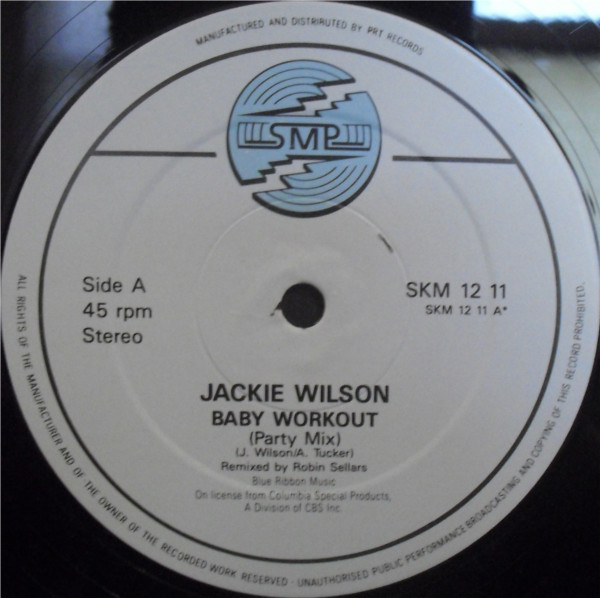 MANUFACTURED AND DISTRIBUTED BY PRT RECORDS
SMP
Side A
45 rpm
Stereo
SKM 12 11
SKM 12 11 A*
JACKIE WILSON
BABY WORKOUT
(Party Mix)
(J. Wilson/A. Tucker)
Remixed by Robin Sellars
Blue Ribbon Music
On license from Columbia Special Products,
A Division of CBS Inc
ALL RIGHTS OF THE MANUFACTURER AND OF THE OWNER OF THE RECORDED WORK RESERVED · UNAUTHORISED PUBLIC PERFORMANCE BROADCASTING AND COPYING OF THIS RECORD PROHIBITED.